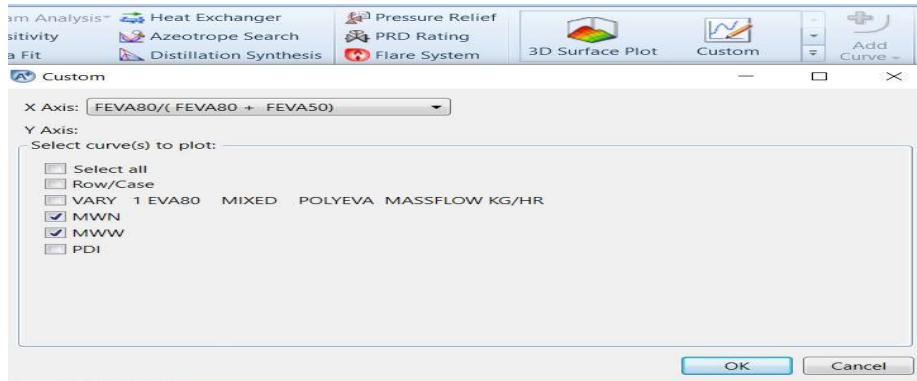 am Analysis Heat Exchanger Pressure Relief
sitivity Azeotrope Search PRD Rating
a Fit Distillation Synthesis Flare System 3D Surface Plot Custom Add Curve
Custom
X Axis: FEVA80/( FEVA80 + FEVA50)
Y Axis:
Select curve(s) to plot:
Select all
Row/Case
VARY 1 EVA80 MIXED POLYEVA MASSFLOW KG/HR
MWN
MWW
PDI
OK Cancel